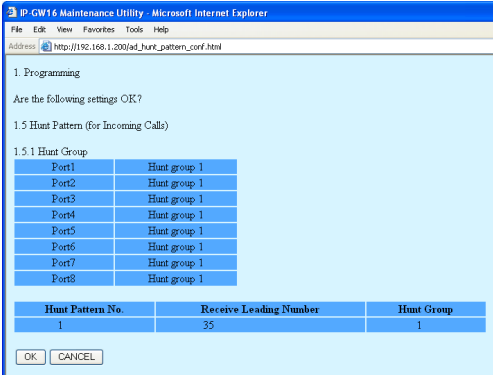 IP-GW16 Maintenance Utility - Microsoft Internet Explorer
File Edit View Favorites Tools Help
Address http://192.168.1.200/ad_hunt_pattern_conf.html
1. Programming
Are the following settings OK?
1.5 Hunt Pattern (for Incoming Calls)
1.5.1 Hunt Group
Port1 Hunt group 1
Port2 Hunt group 1
Port3 Hunt group 1
Port4 Hunt group 1
Port5 Hunt group 1
Port6 Hunt group 1
Port7 Hunt group 1
Port8 Hunt group 1
Hunt Pattern No. Receive Leading Number Hunt Group
1 35 1
OK CANCEL